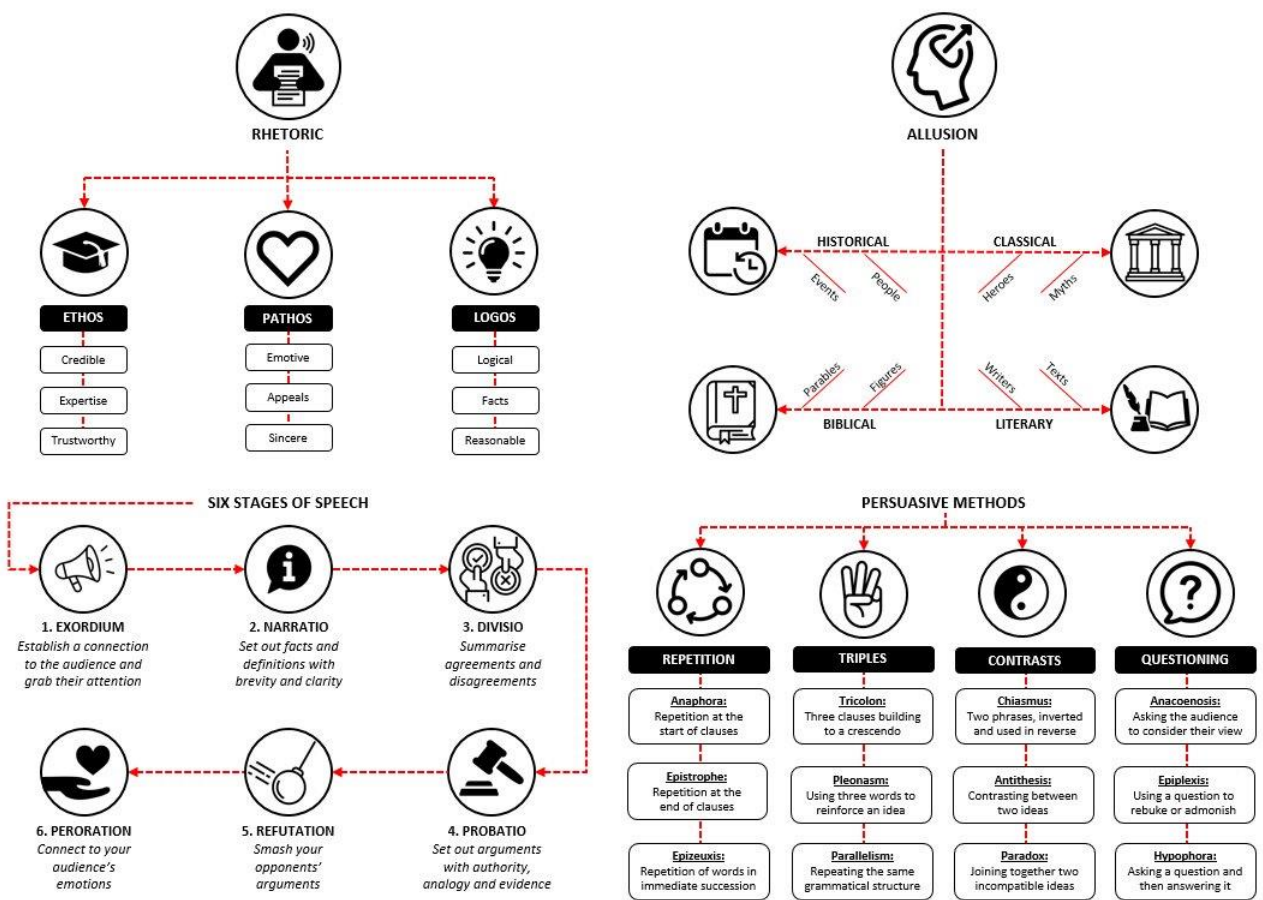 RHETORIC
ETHOS
Credible
Expertise
Trustworthy
PATHOS
Emotive
Appeals
Sincere
LOGOS
Logical
Facts
Reasonable
ALLUSION
HISTORICAL
Events
People
CLASSICAL
Heroes
Myths
Parables
Figures
BIBLICAL
Writers
Texts
LITERARY
SIX STAGES OF SPEECH
1. EXORDIUM
Establish a connection
to the audience and
grab their attention
2. NARRATIO
Set out facts and
definitions with
brevity and clarity
3. DIVISIO
Summarise
agreements and
disagreements
4. PROBATIO
Set out arguments
with authority,
analogy and evidence
5. REFUTATION
Smash your
opponents'
arguments
6. PERORATION
Connect to your
audience's
emotions
PERSUASIVE METHODS
REPETITION
Anaphora:
Repetition at the
start of clauses
Epistrophe:
Repetition at the
end of clauses
Epizeuxis:
Repetition of words in
immediate succession
TRIPLES
Tricolon:
Three clauses building
to a crescendo
Pleonasm:
Using three words to
reinforce an idea
Parallelism:
Repeating the same
grammatical structure
CONTRASTS
Chiasmus:
Two phrases, inverted
and used in reverse
Antithesis:
Contrasting between
two ideas
Paradox:
Joining together two
incompatible ideas
QUESTIONING
Anacoenosis:
Asking the audience
to consider their view
Epiplexis:
Using a question to
rebuke or admonish
Hypophora:
Asking a question and
then answering it